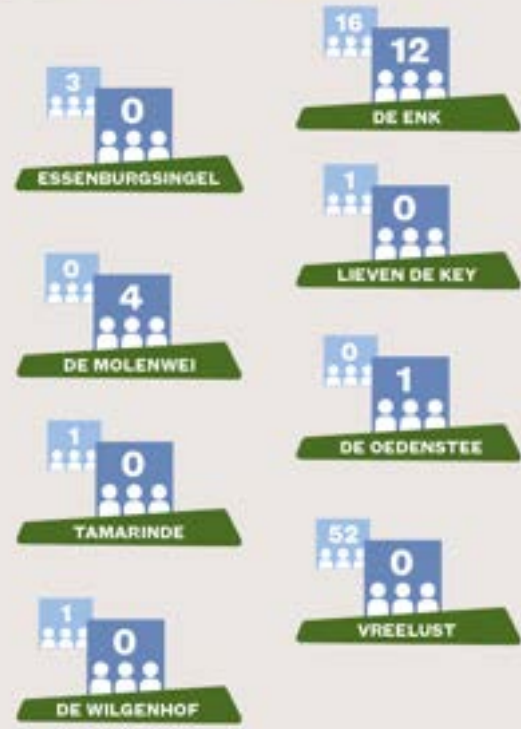 3
0
ESSENBURGSINGEL
0
4
DE MOLENWEI
1
0
TAMARINDE
1
0
DE WILGENHOF
16
12
DE ENK
1
0
LIEVEN DE KEY
0
1
DE OEDENSTEE
52
0
VREELUST